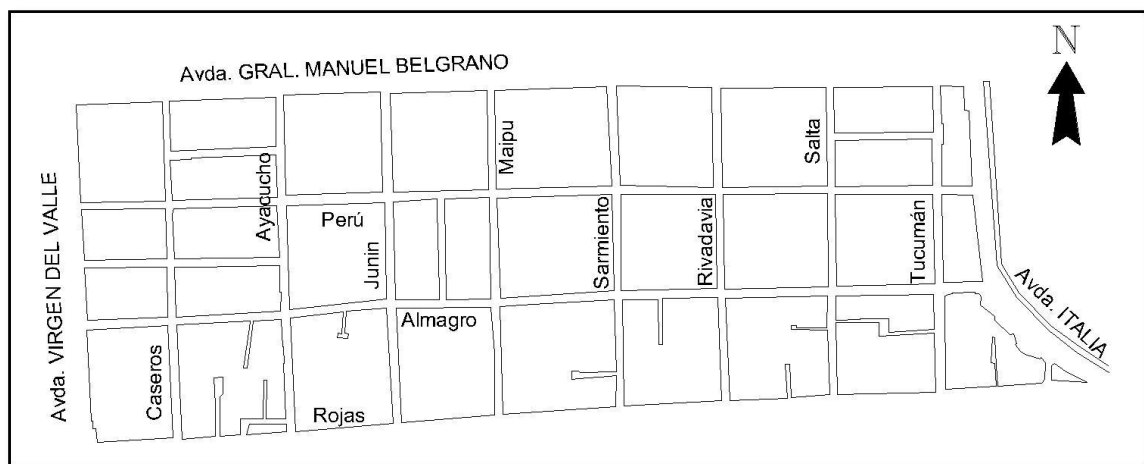 N
Avda. GRAL. MANUEL BELGRANO
Avda. VIRGEN DEL VALLE
Caseros
Ayacucho
Perú
Junin
Almagro
Rojas
Maipu
Sarmiento
Rivadavia
Salta
Tucumán
Avda. ITALIA